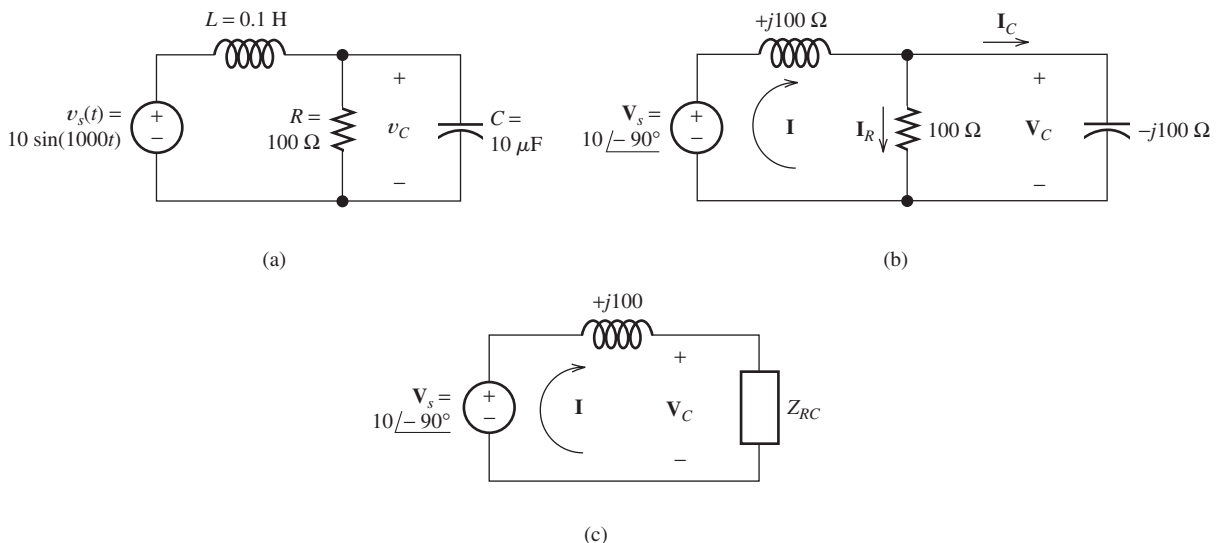 L = 0.1 H
v_s(t) =
10 sin(1000t)
+
−
R =
100 Ω
+
v_C
−
C =
10 μF
(a)
+j100 Ω
I_C
V_s =
10/−90°
+
−
I
I_R
100 Ω
+
V_C
−
−j100 Ω
(b)
+j100
V_s =
10/−90°
+
−
I
+
V_C
−
Z_RC
(c)